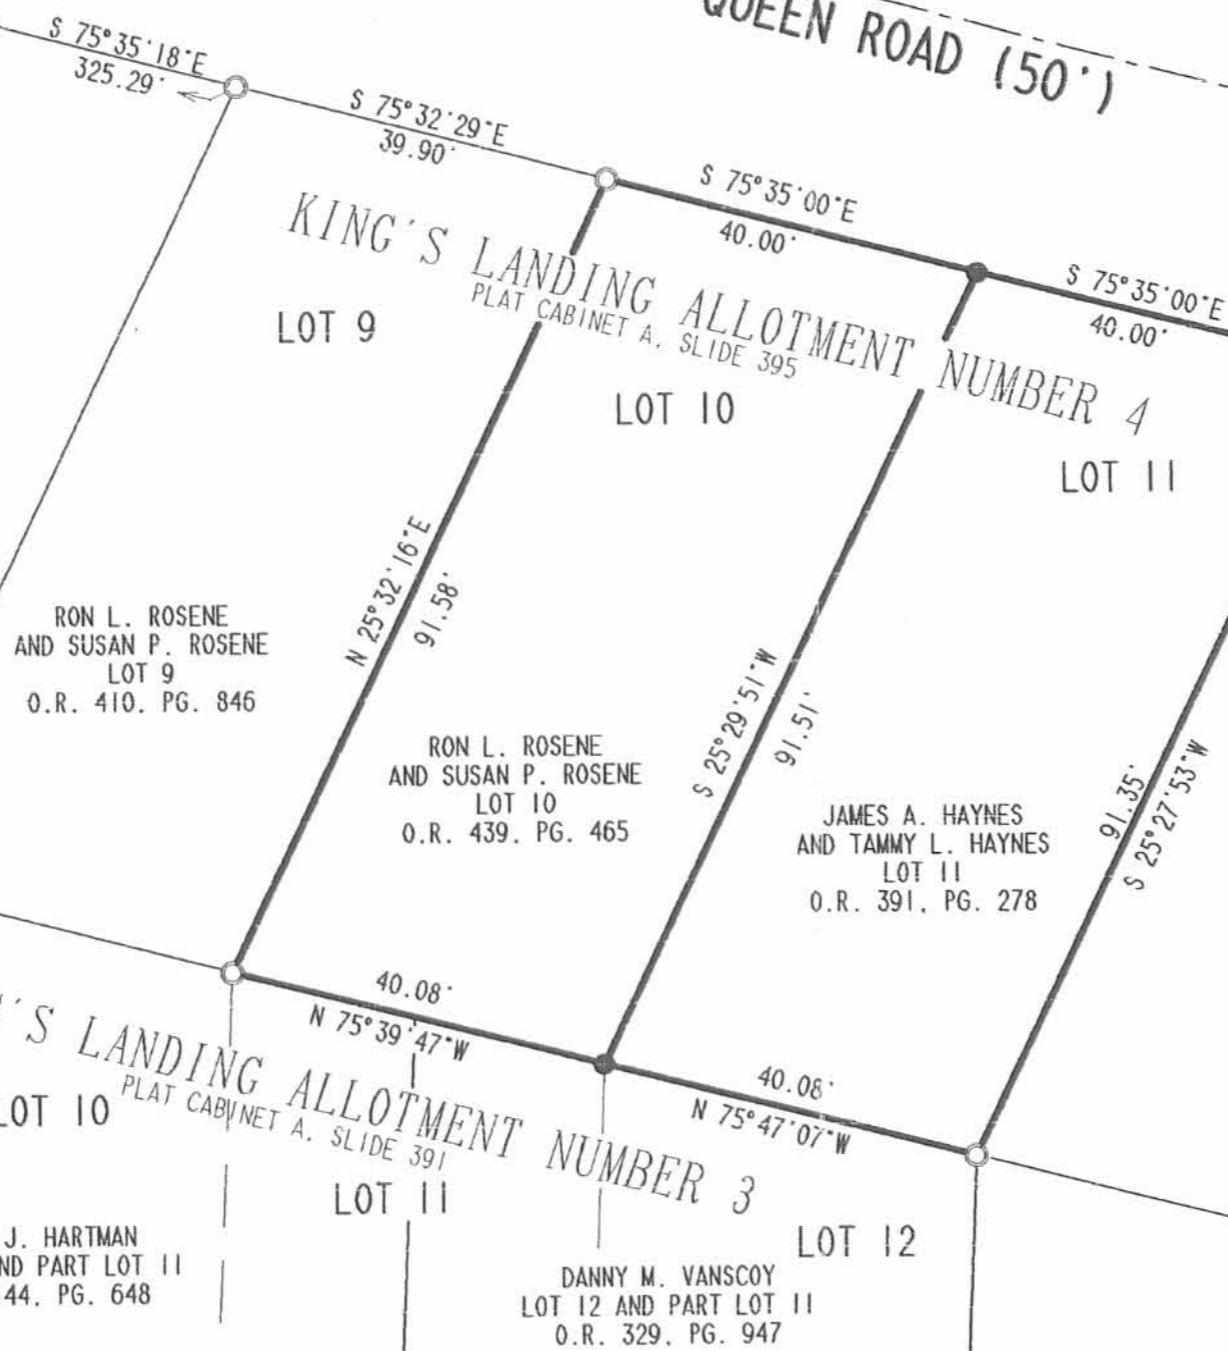 QUEEN ROAD (50')
S 75°35'18"E
325.29'
S 75°32'29"E
39.90'
S 75°35'00"E
40.00'
S 75°35'00"E
40.00'
KING'S LANDING ALLOTMENT NUMBER 4
PLAT CABINET A, SLIDE 395
LOT 9
LOT 10
LOT 11
N 25°32'16"E
91.58'
S 25°29'51"W
91.51'
91.35'
S 25°27'53"W
RON L. ROSENE
AND SUSAN P. ROSENE
LOT 9
O.R. 410, PG. 846
RON L. ROSENE
AND SUSAN P. ROSENE
LOT 10
O.R. 439, PG. 465
JAMES A. HAYNES
AND TAMMY L. HAYNES
LOT 11
O.R. 391, PG. 278
40.08'
N 75°39'47"W
40.08'
N 75°47'07"W
'S LANDING ALLOTMENT NUMBER 3
PLAT CABINET A, SLIDE 391
LOT 10
LOT 11
LOT 12
J. HARTMAN
ND PART LOT 11
44, PG. 648
DANNY M. VANSCOY
LOT 12 AND PART LOT 11
O.R. 329, PG. 947